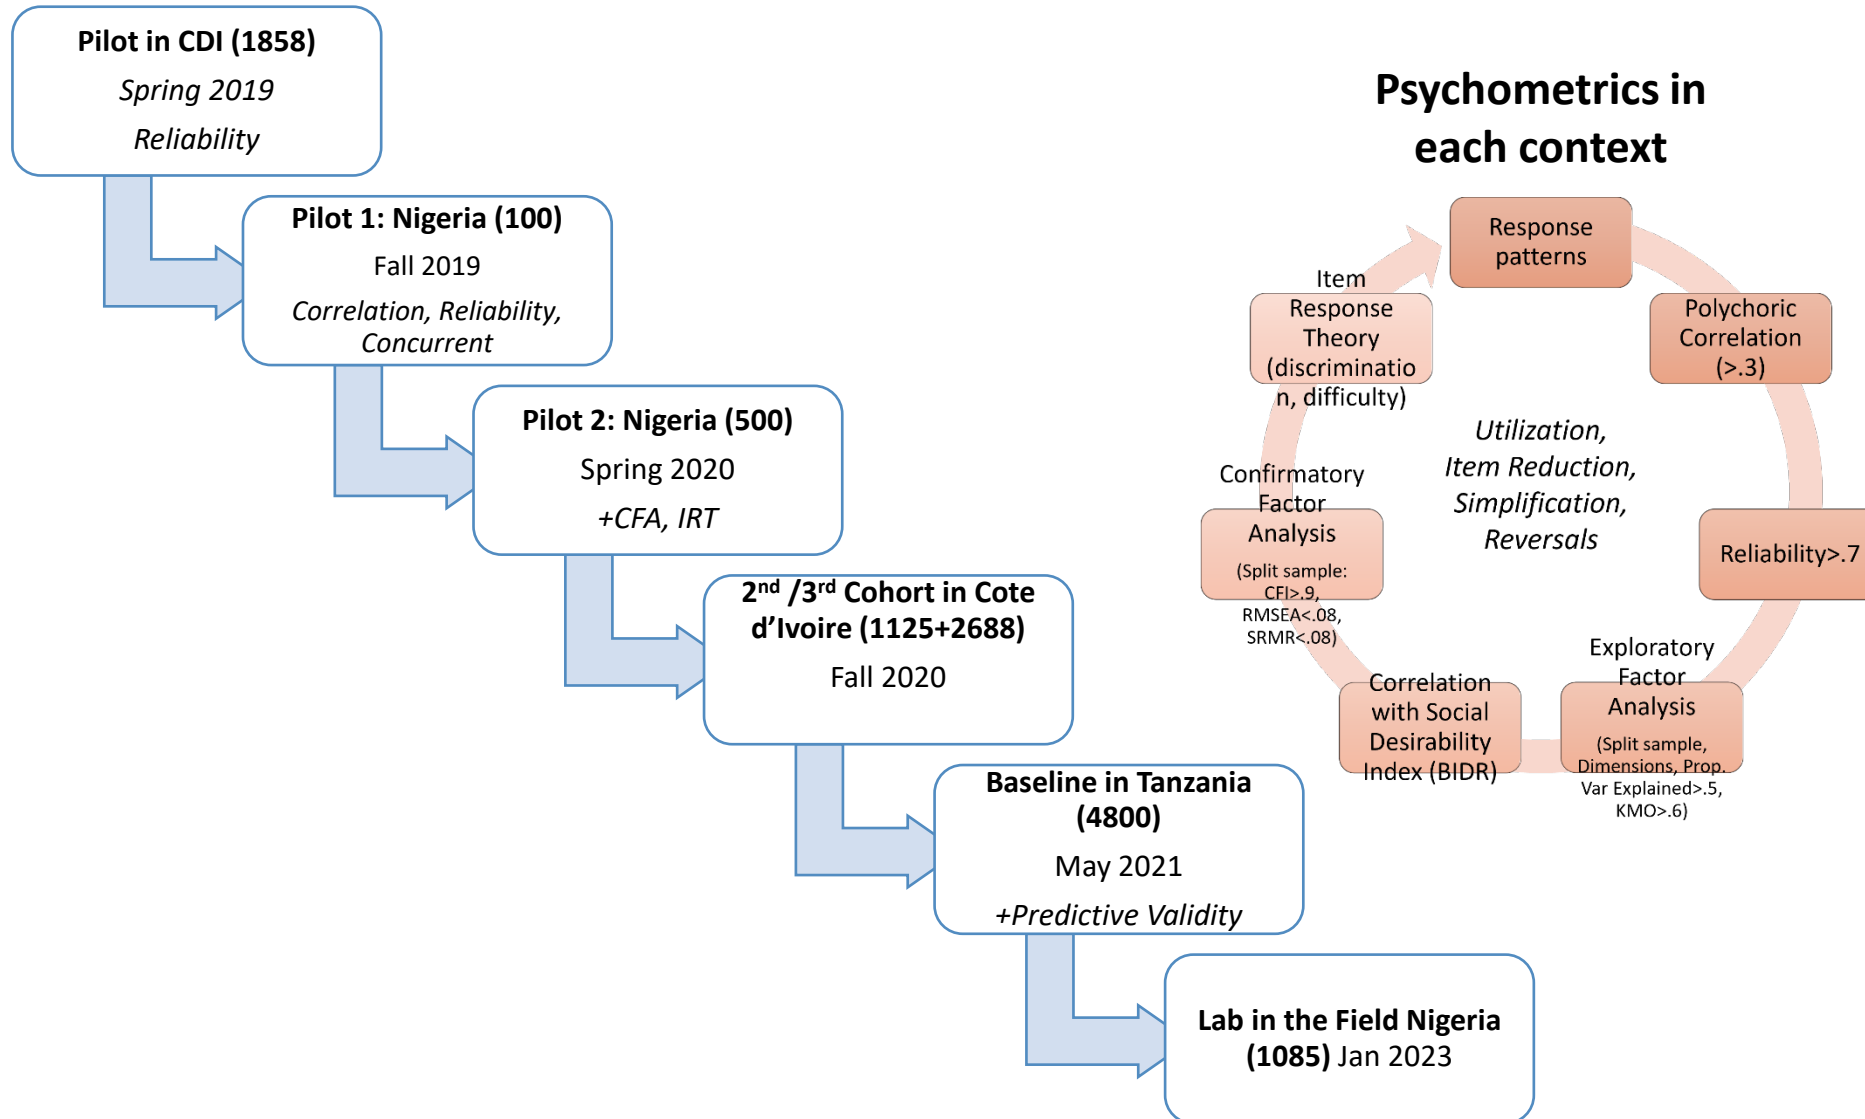 Pilot in CDI (1858)
Spring 2019
Reliability
Pilot 1: Nigeria (100)
Fall 2019
Correlation, Reliability,
Concurrent
Pilot 2: Nigeria (500)
Spring 2020
+CFA, IRT
2nd /3rd Cohort in Cote
d’Ivoire (1125+2688)
Fall 2020
Baseline in Tanzania
(4800)
May 2021
+Predictive Validity
Lab in the Field Nigeria
(1085) Jan 2023
Psychometrics in
each context
Response
patterns
Polychoric
Correlation
(>.3)
Reliability>.7
Exploratory
Factor
Analysis
(Split sample,
Dimensions, Prop.
Var Explained>.5,
KMO>.6)
Correlation
with Social
Desirability
Index (BIDR)
Confirmatory
Factor
Analysis
(Split sample:
CFI>.9,
RMSEA<.08,
SRMR<.08)
Item
Response
Theory
(discriminatio
n, difficulty)
Utilization,
Item Reduction,
Simplification,
Reversals